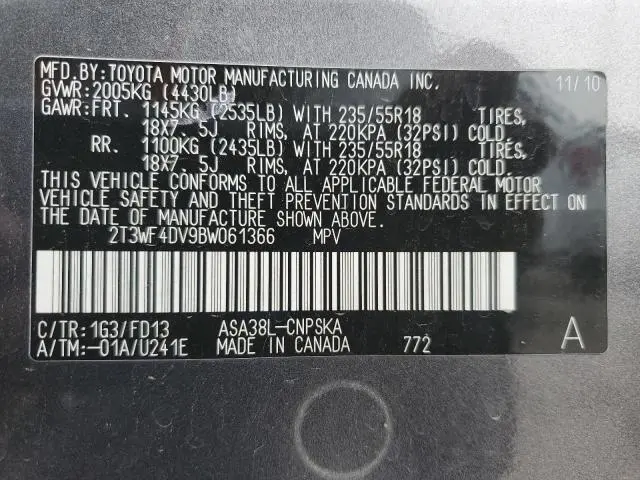 MFD.BY:TOYOTA MOTOR MANUFACTURING CANADA INC. 11/10
GVWR:2005KG (4430LB)
GAWR:FRT. 1145KG (2535LB) WITH 235/55R18 TIRES,
18X7.5J RIMS, AT 220KPA (32PSI) COLD.
RR. 1100KG (2435LB) WITH 235/55R18 TIRES,
18X7.5J RIMS, AT 220KPA (32PSI) COLD.
THIS VEHICLE CONFORMS TO ALL APPLICABLE FEDERAL MOTOR
VEHICLE SAFETY AND THEFT PREVENTION STANDARDS IN EFFECT ON
THE DATE OF MANUFACTURE SHOWN ABOVE.
2T3WF4DV9BW061366 MPV
C/TR:1G3/FD13 ASA38L-CNPSKA
A/TM:-01A/U241E MADE IN CANADA 772 A